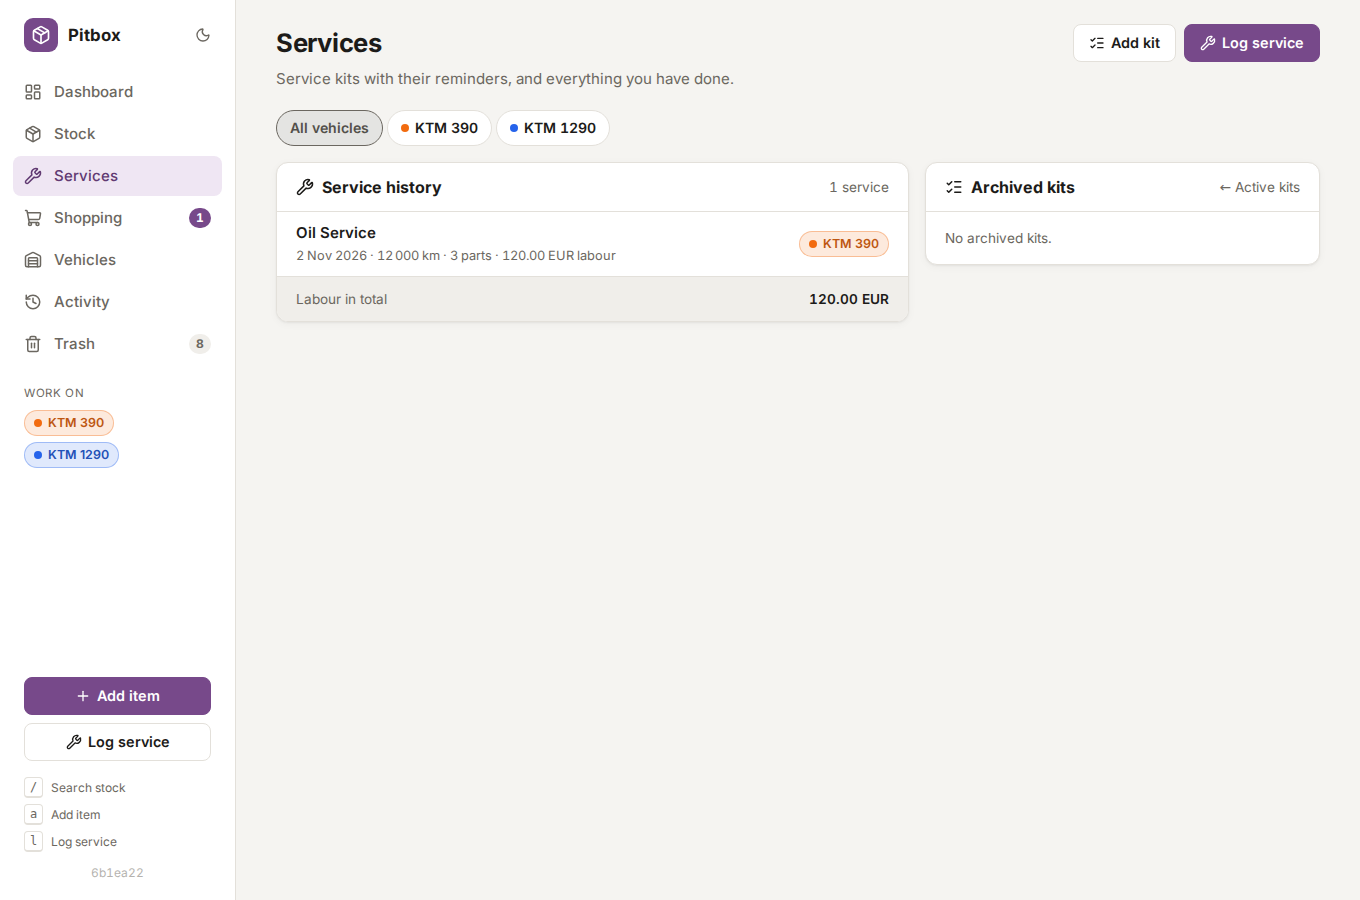 Pitbox
Dashboard
Stock
Services
Shopping 1
Vehicles
Activity
Trash 8
WORK ON
KTM 390
KTM 1290
Add item
Log service
/ Search stock
a Add item
l Log service
6b1ea22
Services
Add kit
Log service
Service kits with their reminders, and everything you have done.
All vehicles
KTM 390
KTM 1290
Service history
1 service
Oil Service
2 Nov 2026 · 12 000 km · 3 parts · 120.00 EUR labour
KTM 390
Labour in total
120.00 EUR
Archived kits
← Active kits
No archived kits.